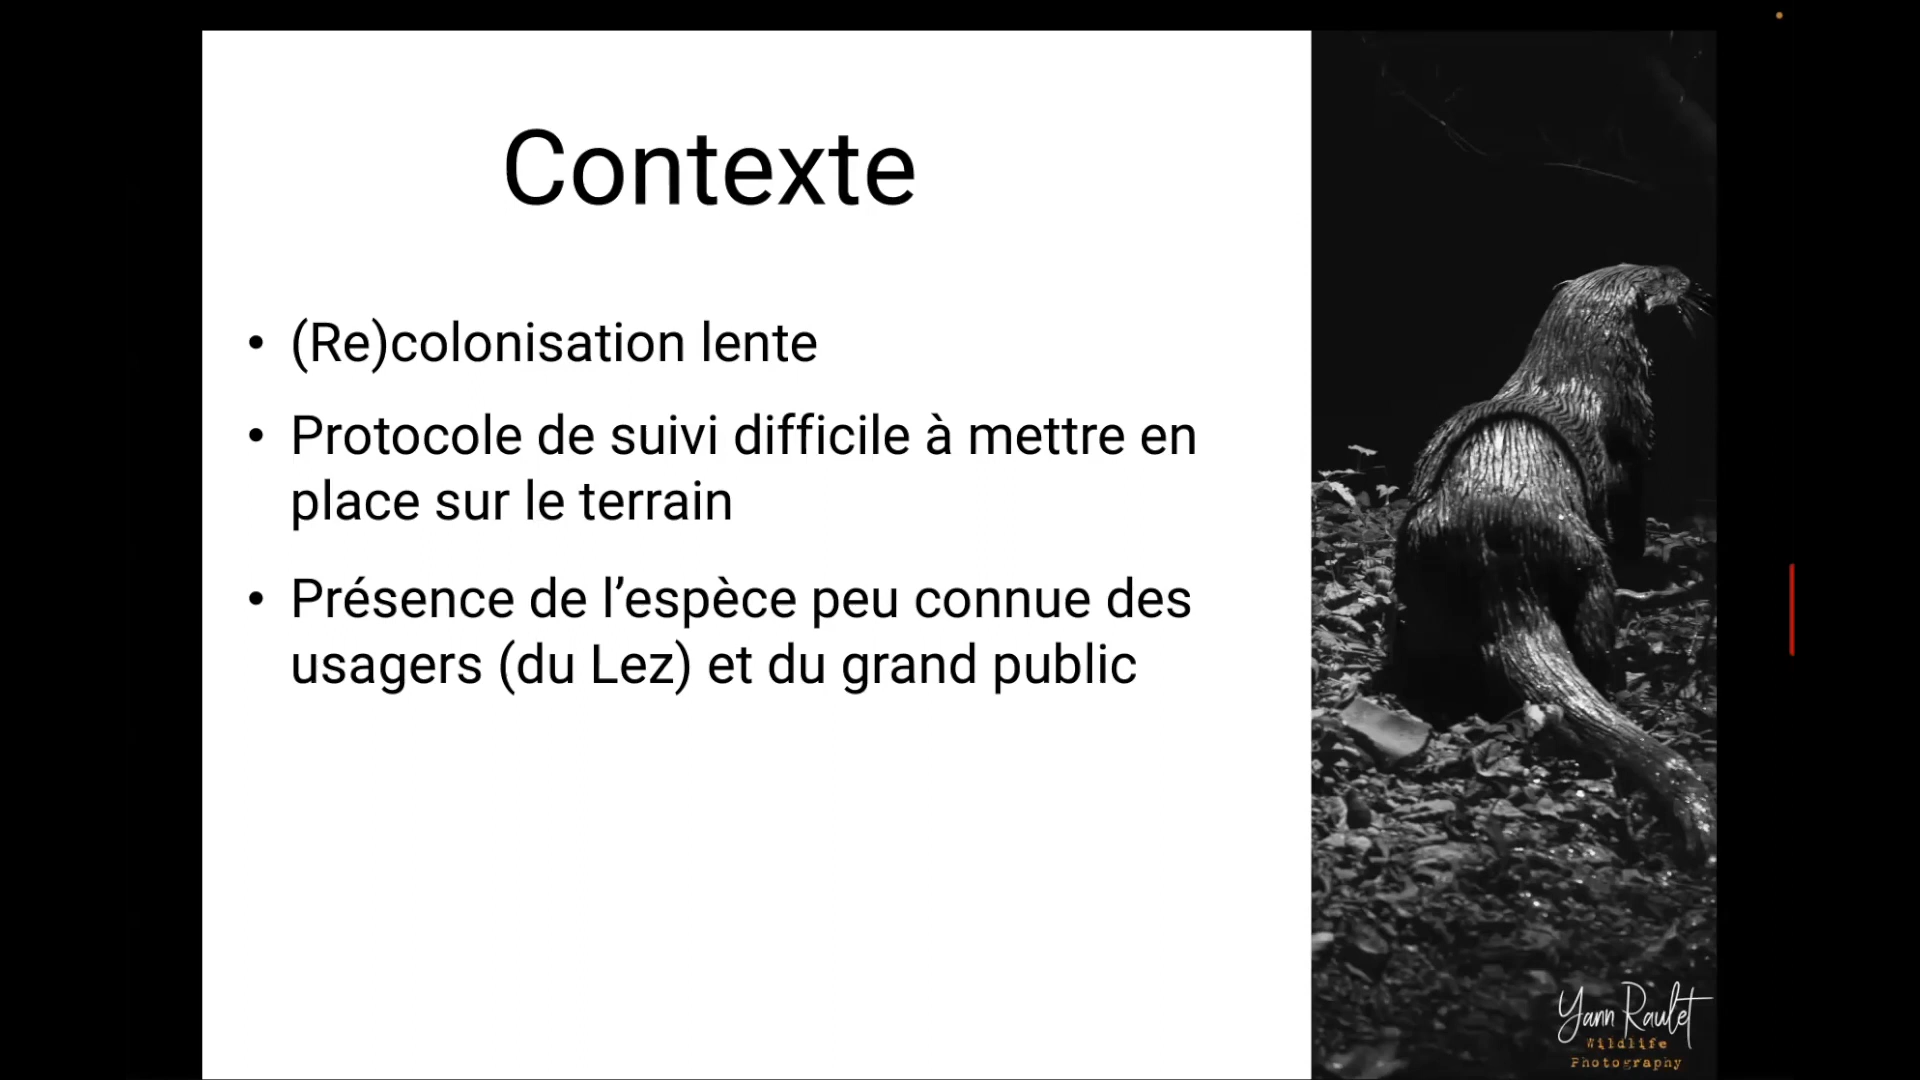 Contexte
• (Re)colonisation lente
• Protocole de suivi difficile à mettre en
place sur le terrain
• Présence de l’espèce peu connue des
usagers (du Lez) et du grand public
Yann Raulet
Wildlife
Photography